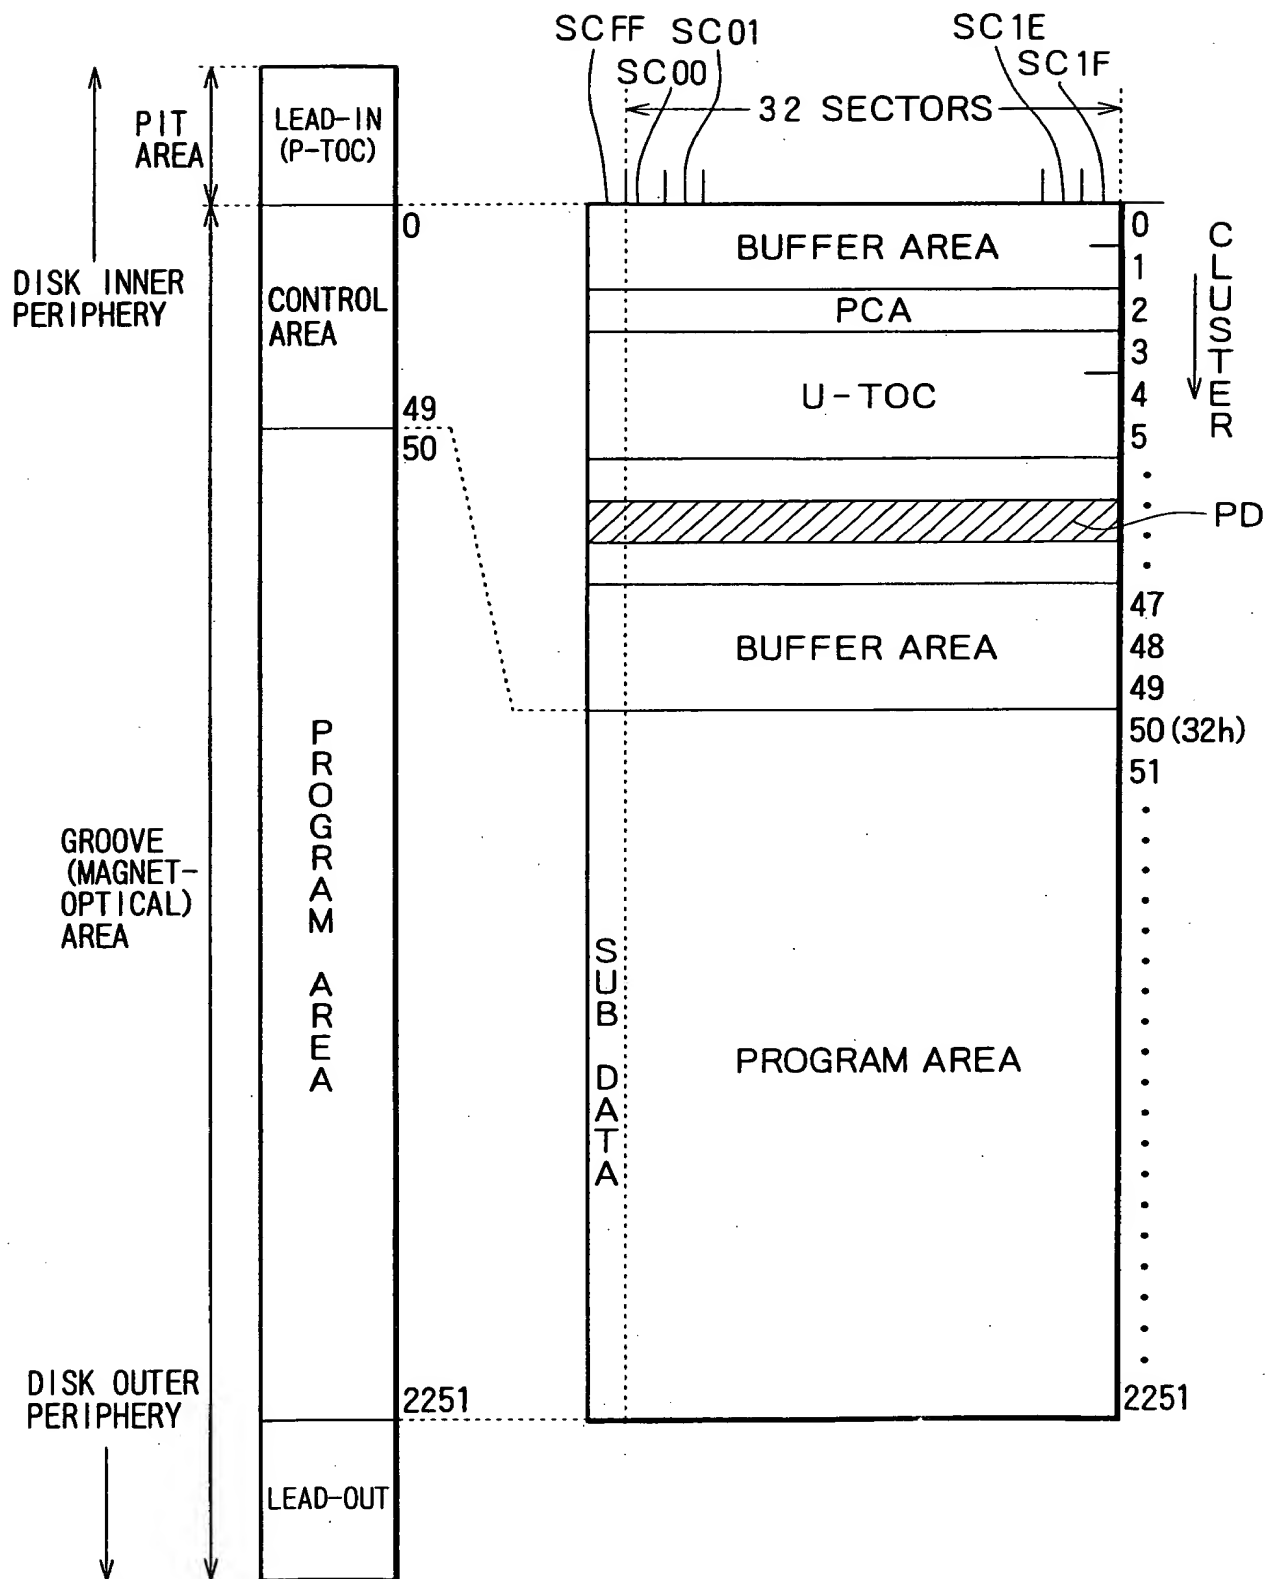 SCFF SC01
SC00
SC1E
SC1F
32 SECTORS
PIT
AREA
LEAD-IN
(P-TOC)
DISK INNER
PERIPHERY
0
CONTROL
AREA
49
50
BUFFER AREA
PCA
U-TOC
BUFFER AREA
0
1
2
3
4
5
CLUSTER
PD
47
48
49
50(32h)
51
GROOVE
(MAGNET-
OPTICAL)
AREA
PROGRAM AREA
SUB DATA
PROGRAM AREA
2251
2251
DISK OUTER
PERIPHERY
LEAD-OUT